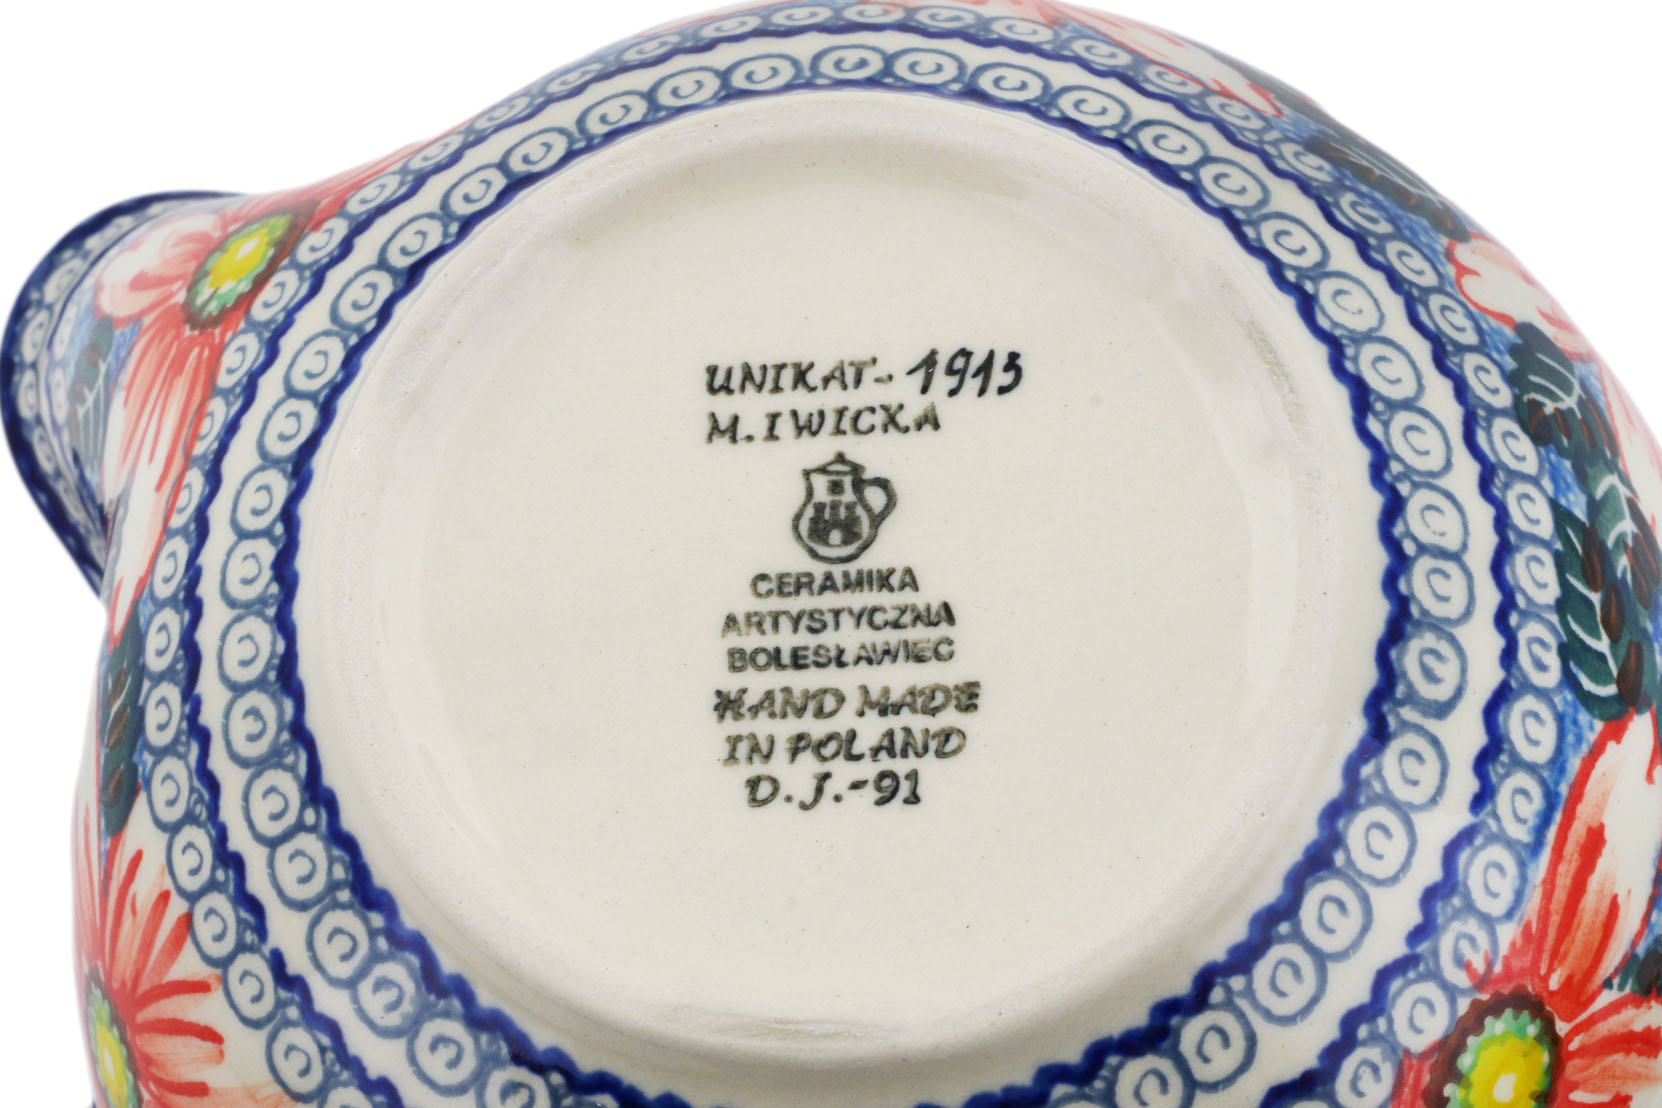 UNIKAT-1913
M. IWICKA
CERAMIKA
ARTYSTYCZNA
BOLESŁAWIEC
HAND MADE
IN POLAND
D.J.-91